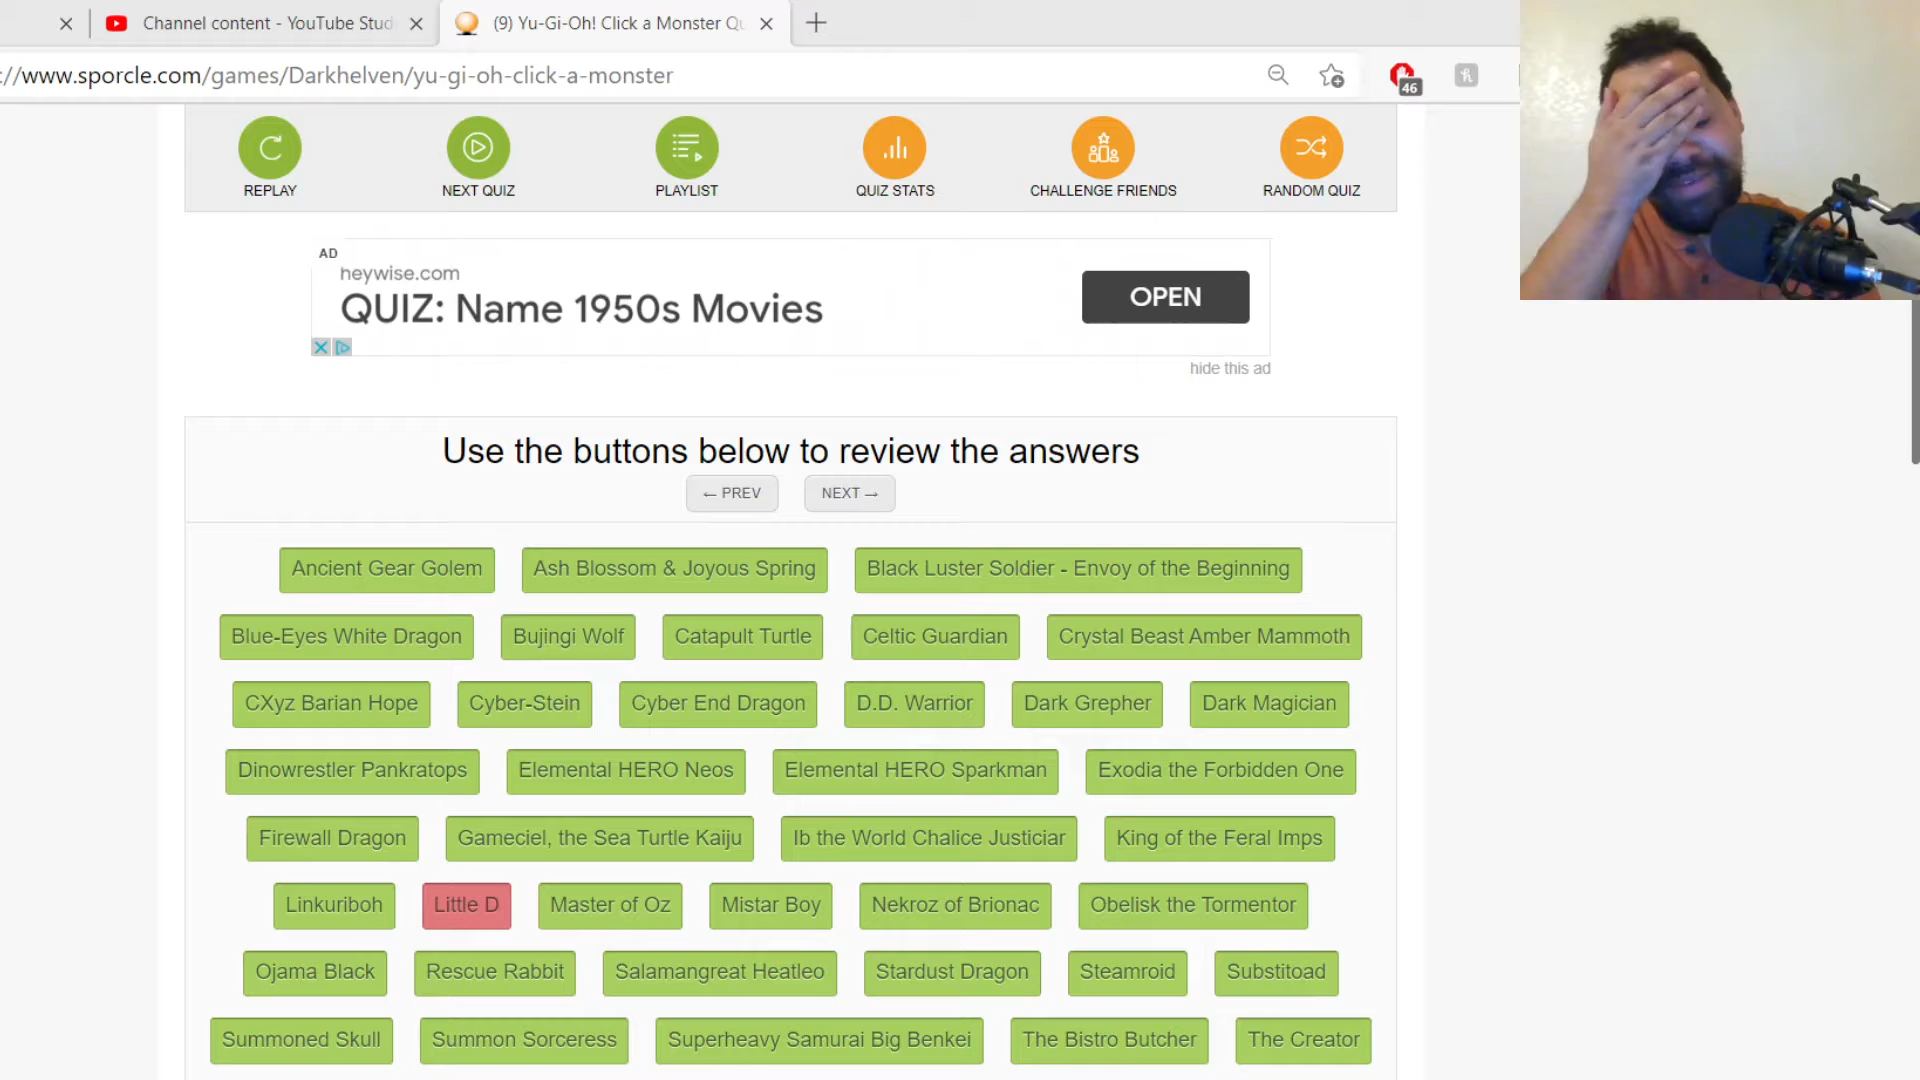 Channel content - YouTube Stud
(9) Yu-Gi-Oh! Click a Monster Qu
://www.sporcle.com/games/Darkhelven/yu-gi-oh-click-a-monster
46
REPLAY NEXT QUIZ PLAYLIST QUIZ STATS CHALLENGE FRIENDS RANDOM QUIZ
AD
heywise.com
QUIZ: Name 1950s Movies
OPEN
hide this ad
Use the buttons below to review the answers
← PREV NEXT →
Ancient Gear Golem Ash Blossom & Joyous Spring Black Luster Soldier - Envoy of the Beginning
Blue-Eyes White Dragon Bujingi Wolf Catapult Turtle Celtic Guardian Crystal Beast Amber Mammoth
CXyz Barian Hope Cyber-Stein Cyber End Dragon D.D. Warrior Dark Grepher Dark Magician
Dinowrestler Pankratops Elemental HERO Neos Elemental HERO Sparkman Exodia the Forbidden One
Firewall Dragon Gameciel, the Sea Turtle Kaiju Ib the World Chalice Justiciar King of the Feral Imps
Linkuriboh Little D Master of Oz Mistar Boy Nekroz of Brionac Obelisk the Tormentor
Ojama Black Rescue Rabbit Salamangreat Heatleo Stardust Dragon Steamroid Substitoad
Summoned Skull Summon Sorceress Superheavy Samurai Big Benkei The Bistro Butcher The Creator